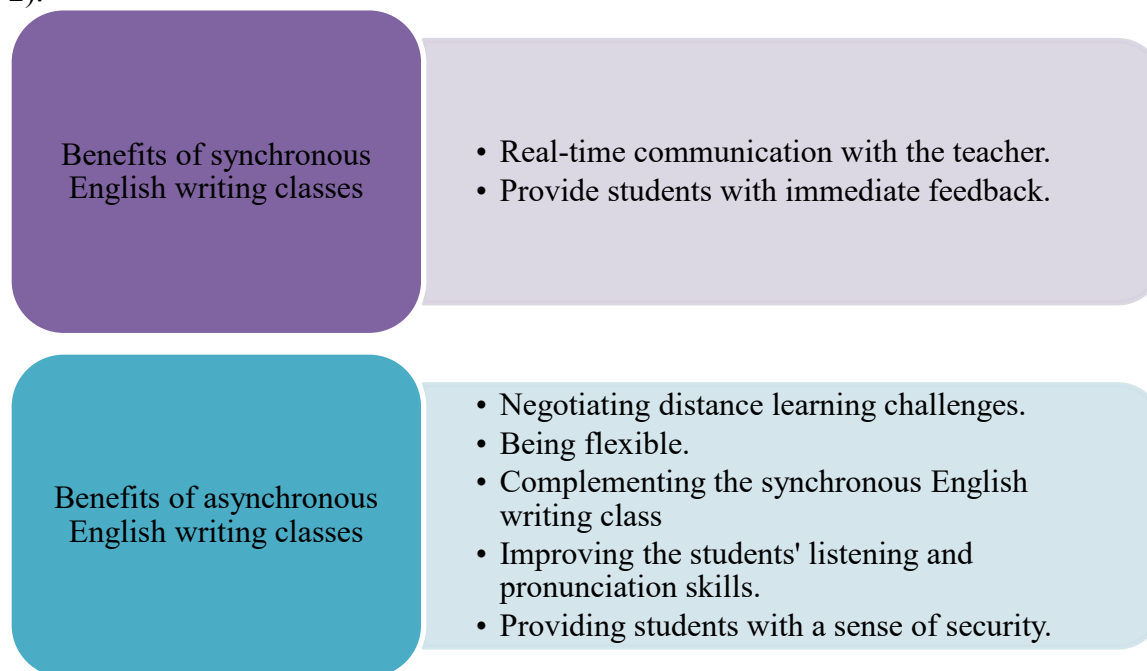 2).
Benefits of synchronous
English writing classes
• Real-time communication with the teacher.
• Provide students with immediate feedback.
Benefits of asynchronous
English writing classes
• Negotiating distance learning challenges.
• Being flexible.
• Complementing the synchronous English
writing class
• Improving the students' listening and
pronunciation skills.
• Providing students with a sense of security.